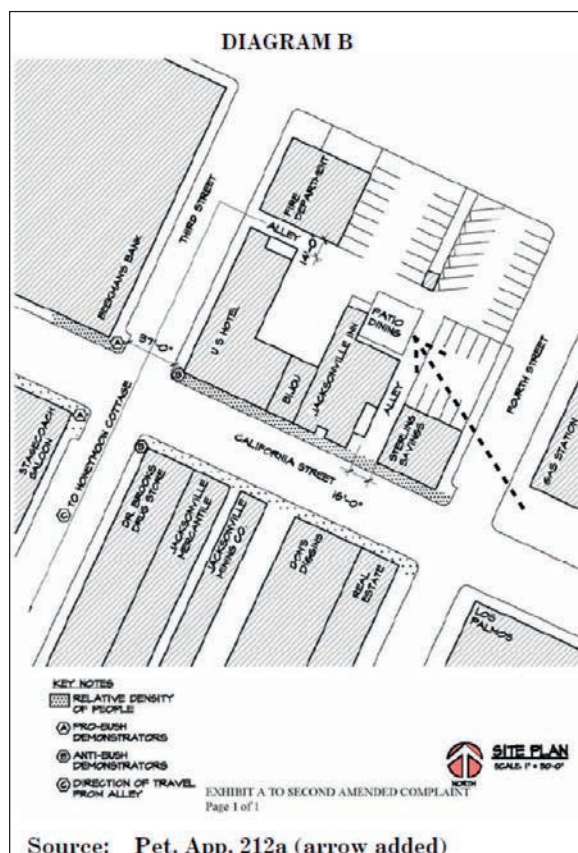 DIAGRAM B
BEEKMAN'S BANK
THIRD STREET
FIRE
DEPARTMENT
ALLEY
14'-0"
37'-0"
A
B
U S HOTEL
BIJOU
JACKSONVILLE INN
PATIO
DINING
ALLEY
STERLING
SAVINGS
FOURTH STREET
GAS STATION
STAGECOACH
SALOON
A
C TO HONEYMOON COTTAGE
B
CALIFORNIA STREET
16'-0"
DR. BROOKS
DRUG STORE
JACKSONVILLE
MERCANTILE
JACKSONVILLE
MINING CO.
DON'S
DIGGINS
REAL
ESTATE
LOS
PALMOS
KEY NOTES
RELATIVE DENSITY
OF PEOPLE
A PRO-BUSH
DEMONSTRATORS
B ANTI-BUSH
DEMONSTRATORS
C DIRECTION OF TRAVEL
FROM ALLEY
NORTH
SITE PLAN
SCALE: 1" = 50'-0"
EXHIBIT A TO SECOND AMENDED COMPLAINT
Page 1 of 1
Source: Pet. App. 212a (arrow added)